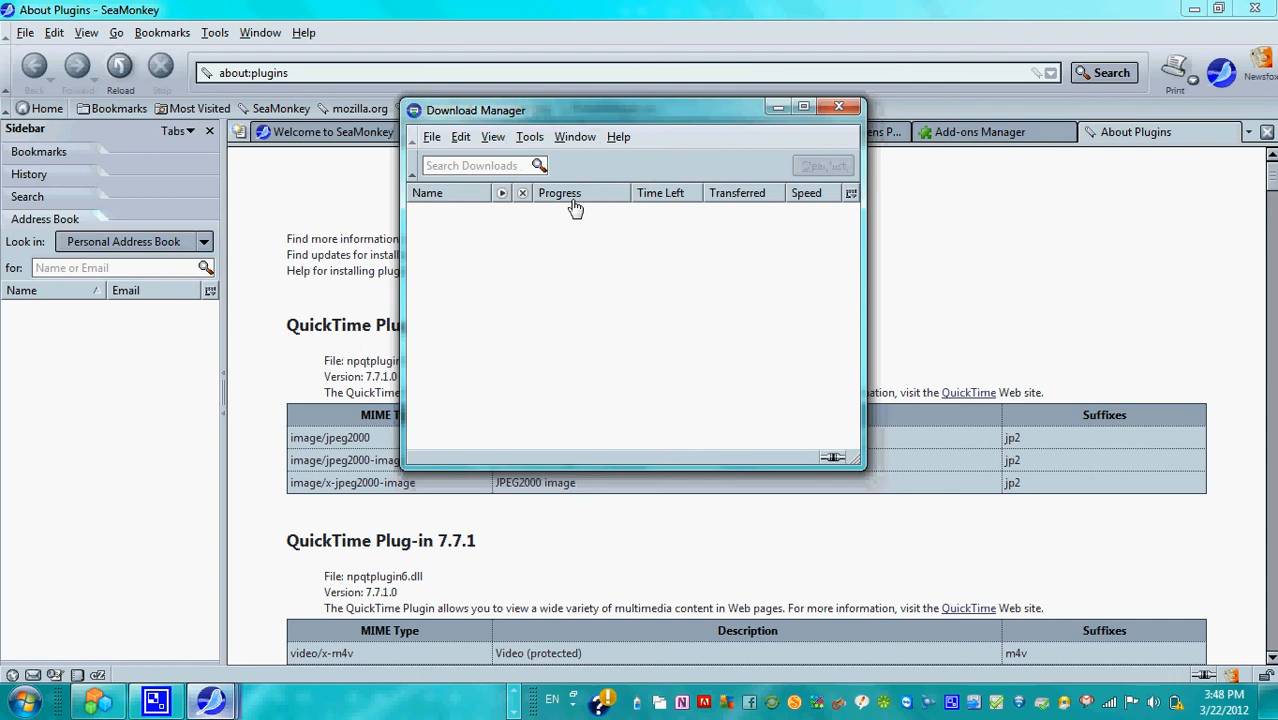 About Plugins - SeaMonkey
File Edit View Go Bookmarks Tools Window Help
about:plugins
Search
Back Forward Reload Stop
Print
Newsfox
Home Bookmarks Most Visited SeaMonkey mozilla.org
Sidebar
Tabs
Welcome to SeaMonkey
ens P...
Add-ons Manager
About Plugins
Bookmarks
History
Search
Address Book
Look in: Personal Address Book
for: Name or Email
Name Email
Download Manager
File Edit View Tools Window Help
Search Downloads
Clear List
Name Progress Time Left Transferred Speed
Find more information
Find updates for install
Help for installing plug
QuickTime Plu
File: npqtplugin
Version: 7.7.1.0
The QuickTime mation, visit the QuickTime Web site.
MIME T Suffixes
image/jpeg2000 jp2
image/jpeg2000-imag jp2
image/x-jpeg2000-image JPEG2000 image jp2
QuickTime Plug-in 7.7.1
File: npqtplugin6.dll
Version: 7.7.1.0
The QuickTime Plugin allows you to view a wide variety of multimedia content in Web pages. For more information, visit the QuickTime Web site.
MIME Type Description Suffixes
video/x-m4v Video (protected) m4v
EN
3:48 PM
3/22/2012